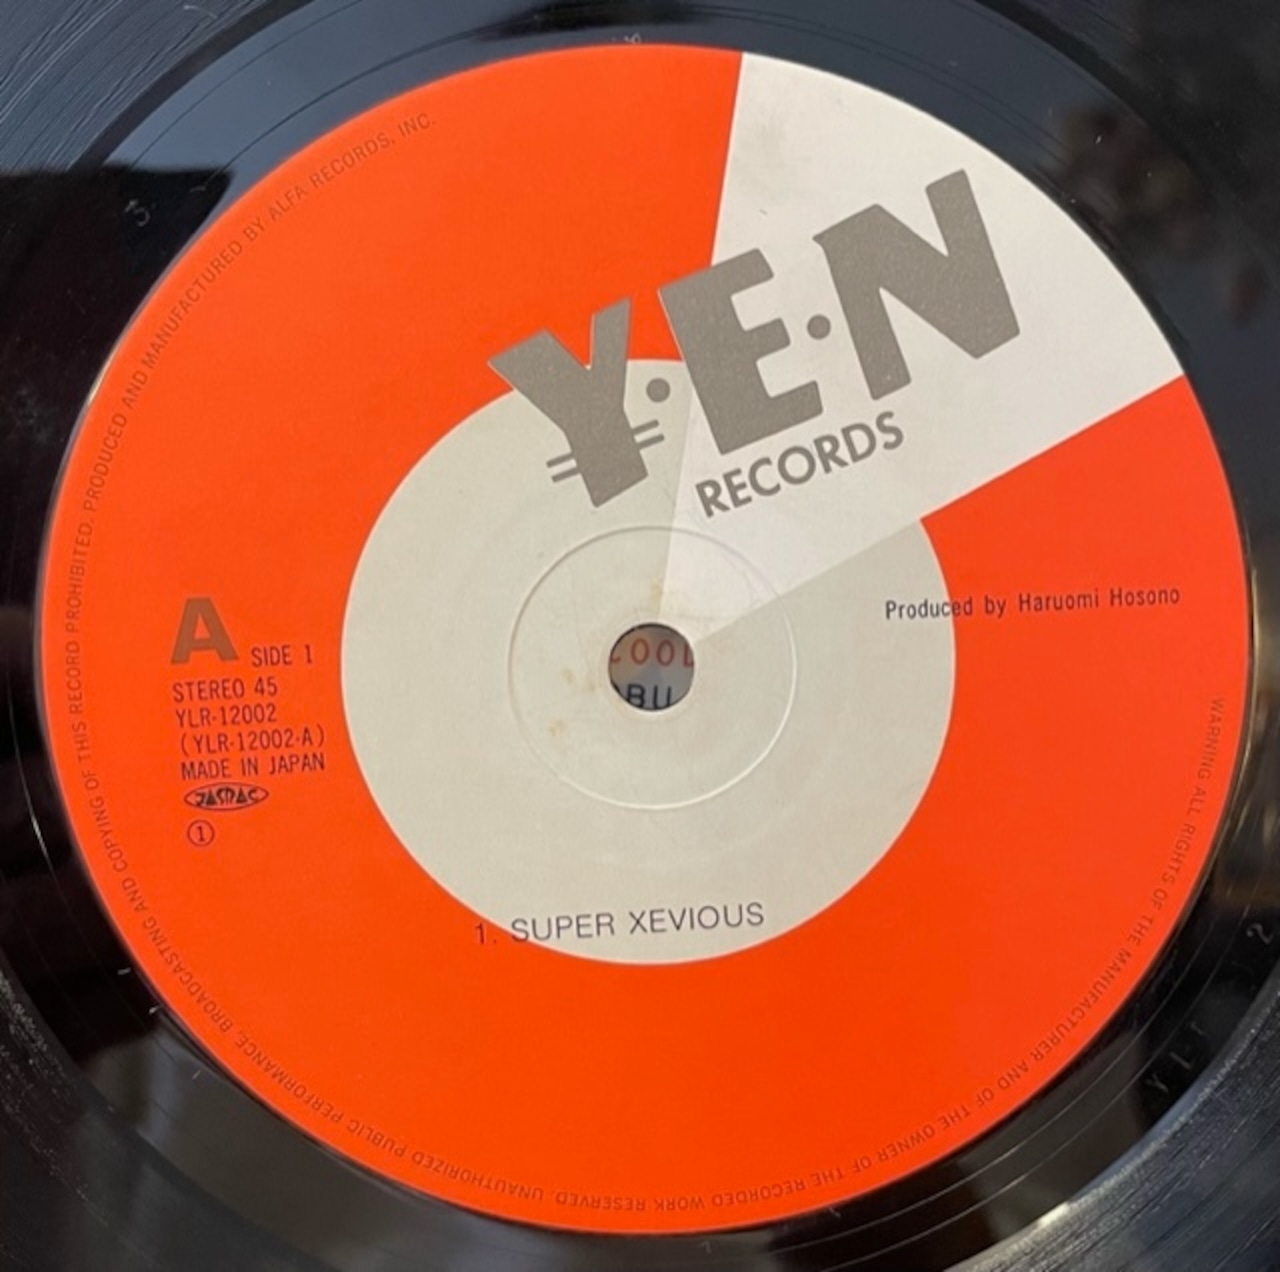 Y·E·N
RECORDS
Produced by Haruomi Hosono
A SIDE 1
STEREO 45
YLR-12002
(YLR-12002-A)
MADE IN JAPAN
JASRAC
①
1. SUPER XEVIOUS
WARNING ALL RIGHTS OF THE MANUFACTURER AND OF THE OWNER OF THE RECORDED WORK RESERVED. UNAUTHORIZED PUBLIC PERFORMANCE, BROADCASTING AND COPYING OF THIS RECORD PROHIBITED. PRODUCED AND MANUFACTURED BY ALFA RECORDS, INC.